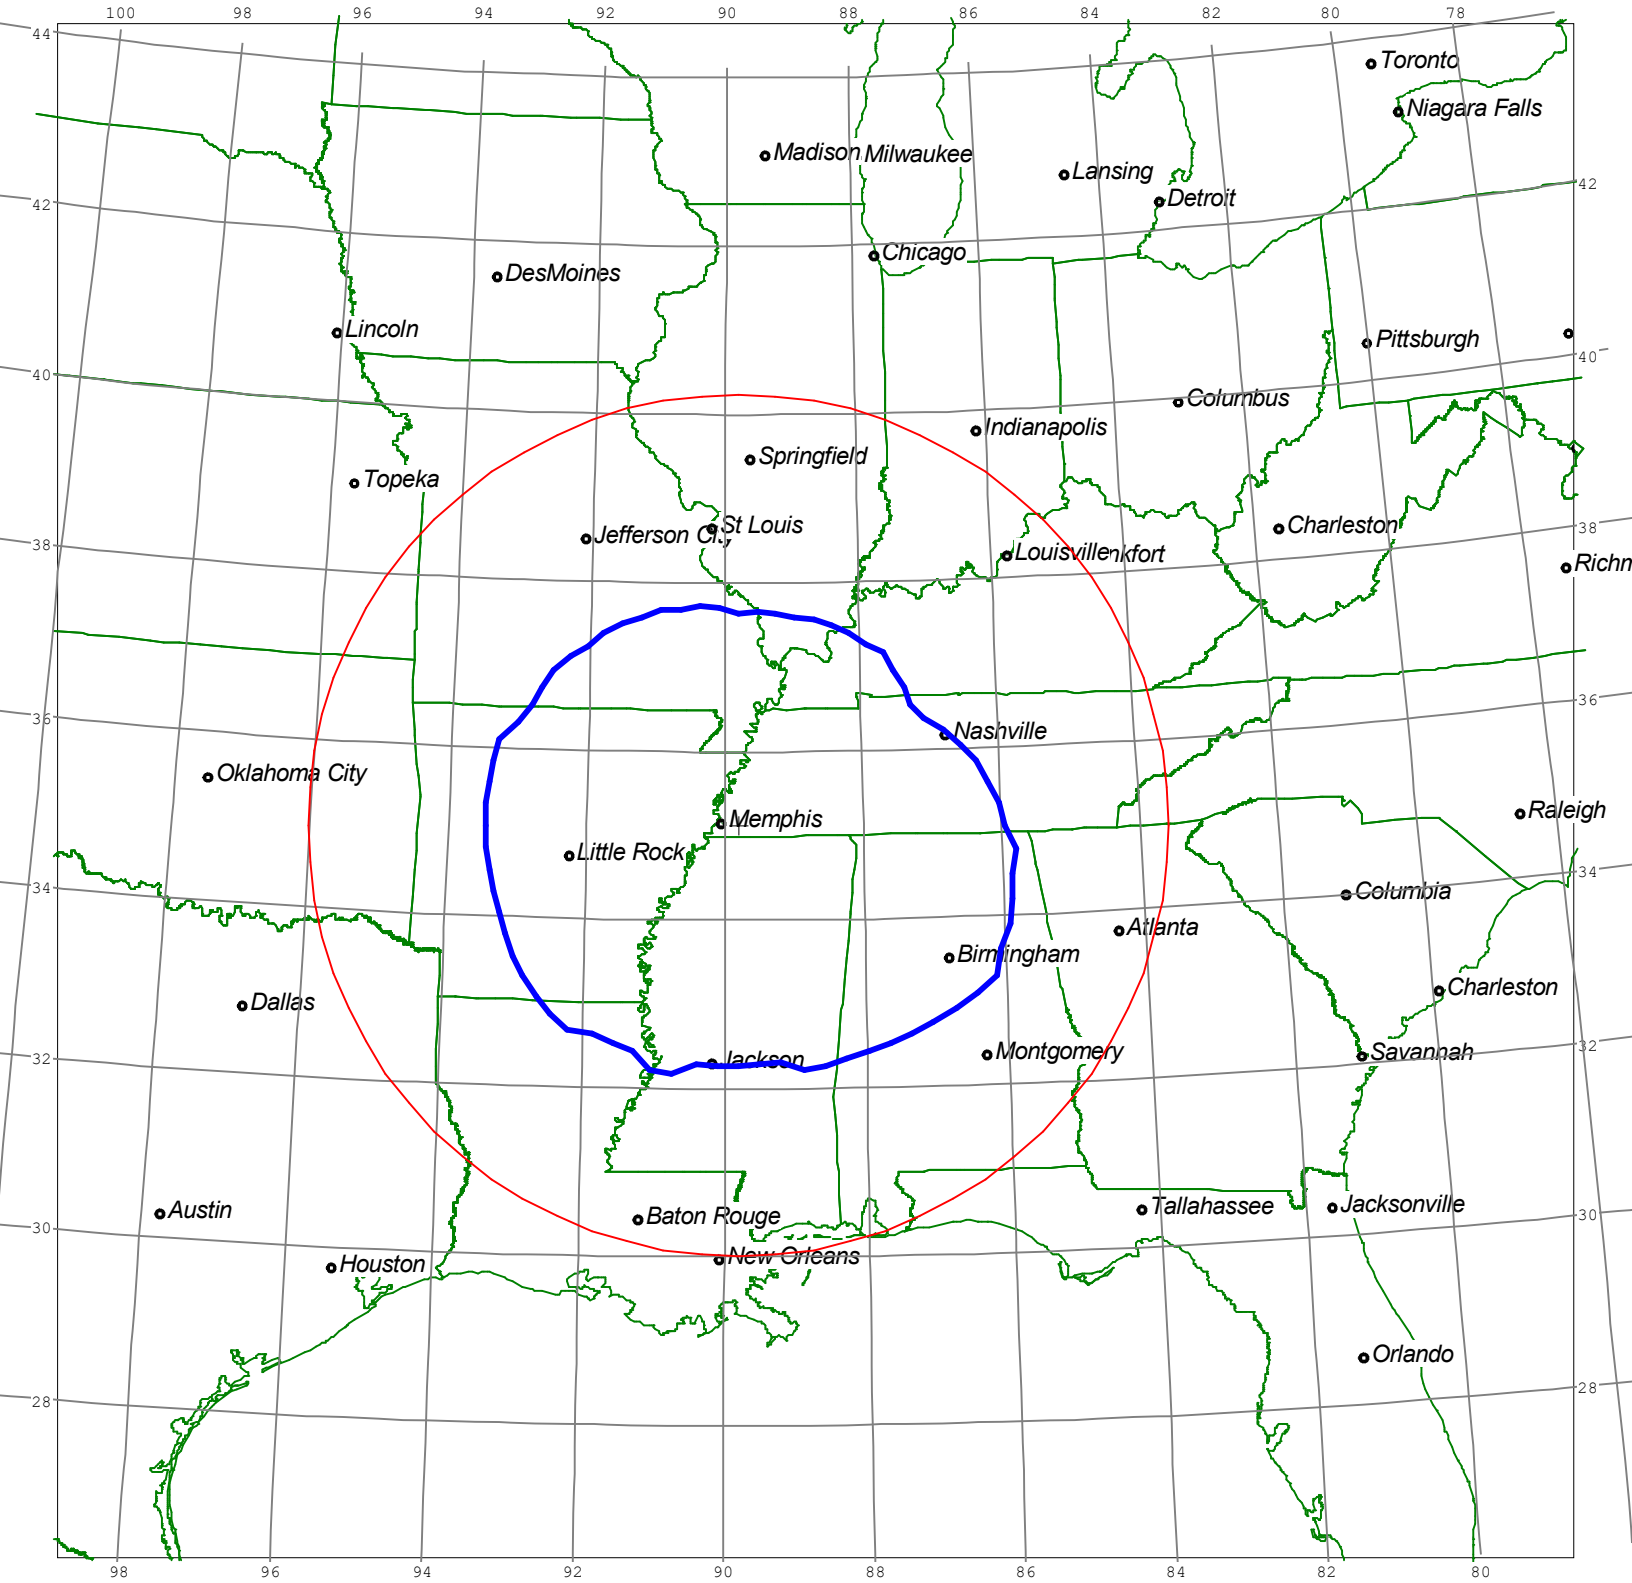 100 98 96 94 92 90 88 86 84 82 80 78
44
Toronto
Niagara Falls
Madison Milwaukee
Lansing
42
Detroit
42
Chicago
DesMoines
Lincoln
Pittsburgh
40
40
Columbus
Indianapolis
Springfield
Topeka
St Louis
Charleston
38
Jefferson City
38
Louisville nkfort
Richm
36
36
Nashville
Oklahoma City
Raleigh
Memphis
Little Rock
34
34
Columbia
Atlanta
Birmingham
Charleston
Dallas
32
32
Montgomery
Savannah
Jackson
Austin
Baton Rouge
Tallahassee
Jacksonville
30
30
New Orleans
Houston
Orlando
28
28
98 96 94 92 90 88 86 84 82 80